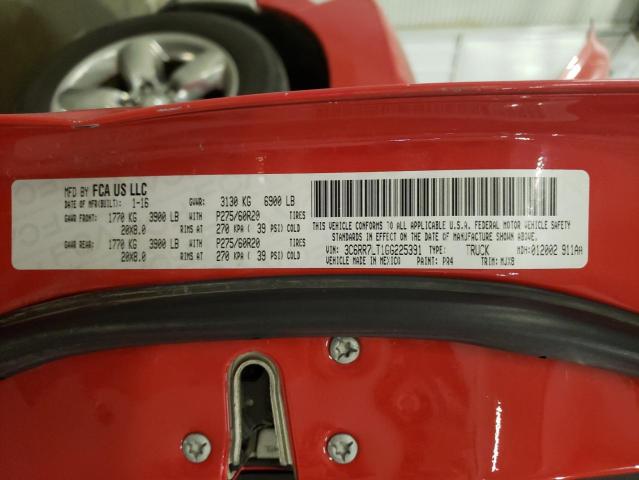 MFD BY FCA US LLC
DATE OF MFR(BUILT): 1-16 GVWR: 3130 KG 6900 LB
GAWR FRONT: 1770 KG 3900 LB WITH P275/60R20 TIRES
20X8.0 RIMS AT 270 KPA ( 39 PSI) COLD
GAWR REAR: 1770 KG 3900 LB WITH P275/60R20 TIRES
20X8.0 RIMS AT 270 KPA ( 39 PSI) COLD
THIS VEHICLE CONFORMS TO ALL APPLICABLE U.S.A. FEDERAL MOTOR VEHICLE SAFETY
STANDARDS IN EFFECT ON THE DATE OF MANUFACTURE SHOWN ABOVE.
VIN: 3C6RR7LT1GG225391 TYPE: TRUCK MDH: 012002 911AA
VEHICLE MADE IN MEXICO PAINT: PR4 TRIM: MJX8